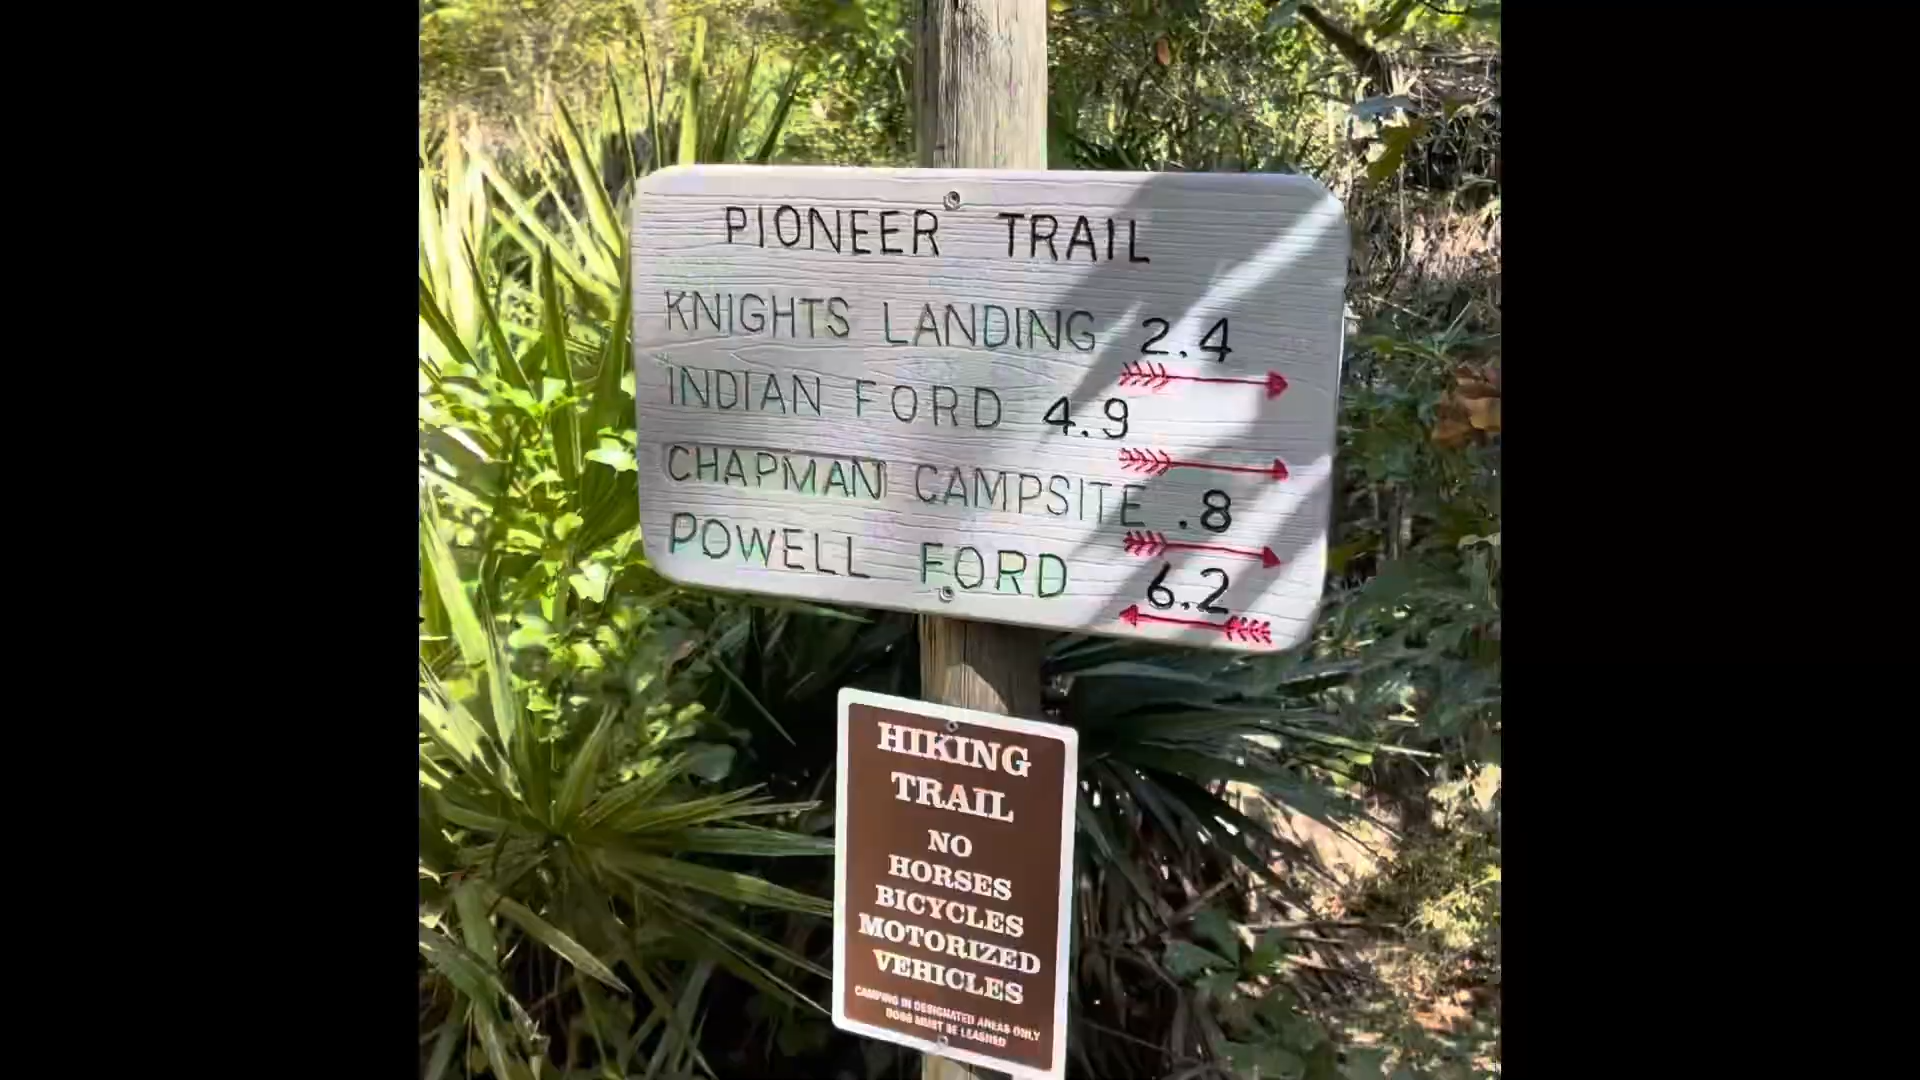 PIONEER TRAIL
KNIGHTS LANDING 2.4
INDIAN FORD 4.9
CHAPMAN CAMPSITE .8
POWELL FORD 6.2
HIKING
TRAIL
NO
HORSES
BICYCLES
MOTORIZED
VEHICLES
CAMPING IN DESIGNATED AREAS ONLY
DOGS MUST BE LEASHED